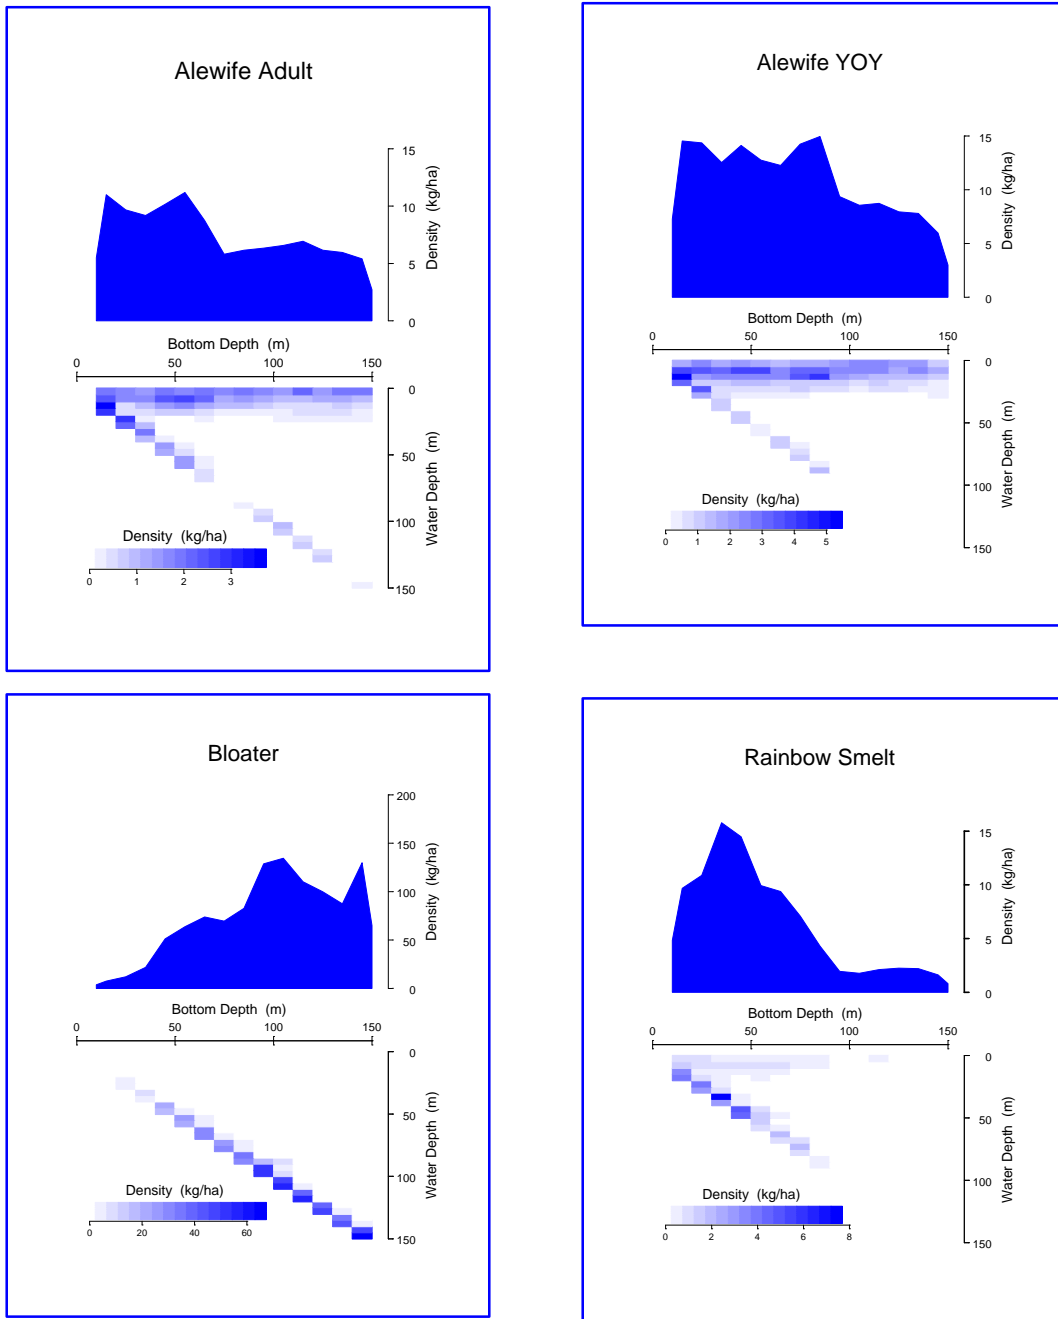 Alewife Adult
15
10
5
0
Density (kg/ha)
Bottom Depth (m)
0 50 100 150
0
50
100
150
Water Depth (m)
Density (kg/ha)
0 1 2 3
Alewife YOY
15
10
5
0
Density (kg/ha)
Bottom Depth (m)
0 50 100 150
0
50
100
150
Water Depth (m)
Density (kg/ha)
0 1 2 3 4 5
Bloater
200
150
100
50
0
Density (kg/ha)
Bottom Depth (m)
0 50 100 150
0
50
100
150
Water Depth (m)
Density (kg/ha)
0 20 40 60
Rainbow Smelt
15
10
5
0
Density (kg/ha)
Bottom Depth (m)
0 50 100 150
0
50
100
150
Water Depth (m)
Density (kg/ha)
0 2 4 6 8